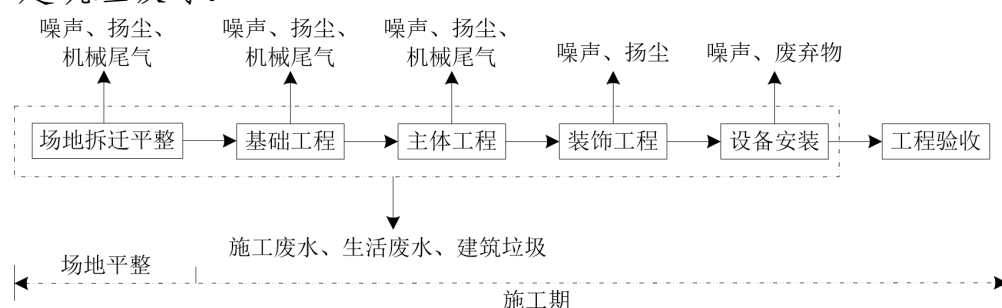 噪声、扬尘、
机械尾气
噪声、扬尘、
机械尾气
噪声、扬尘、
机械尾气
噪声、扬尘
噪声、废弃物
场地拆迁平整
基础工程
主体工程
装饰工程
设备安装
工程验收
施工废水、生活废水、建筑垃圾
场地平整
施工期